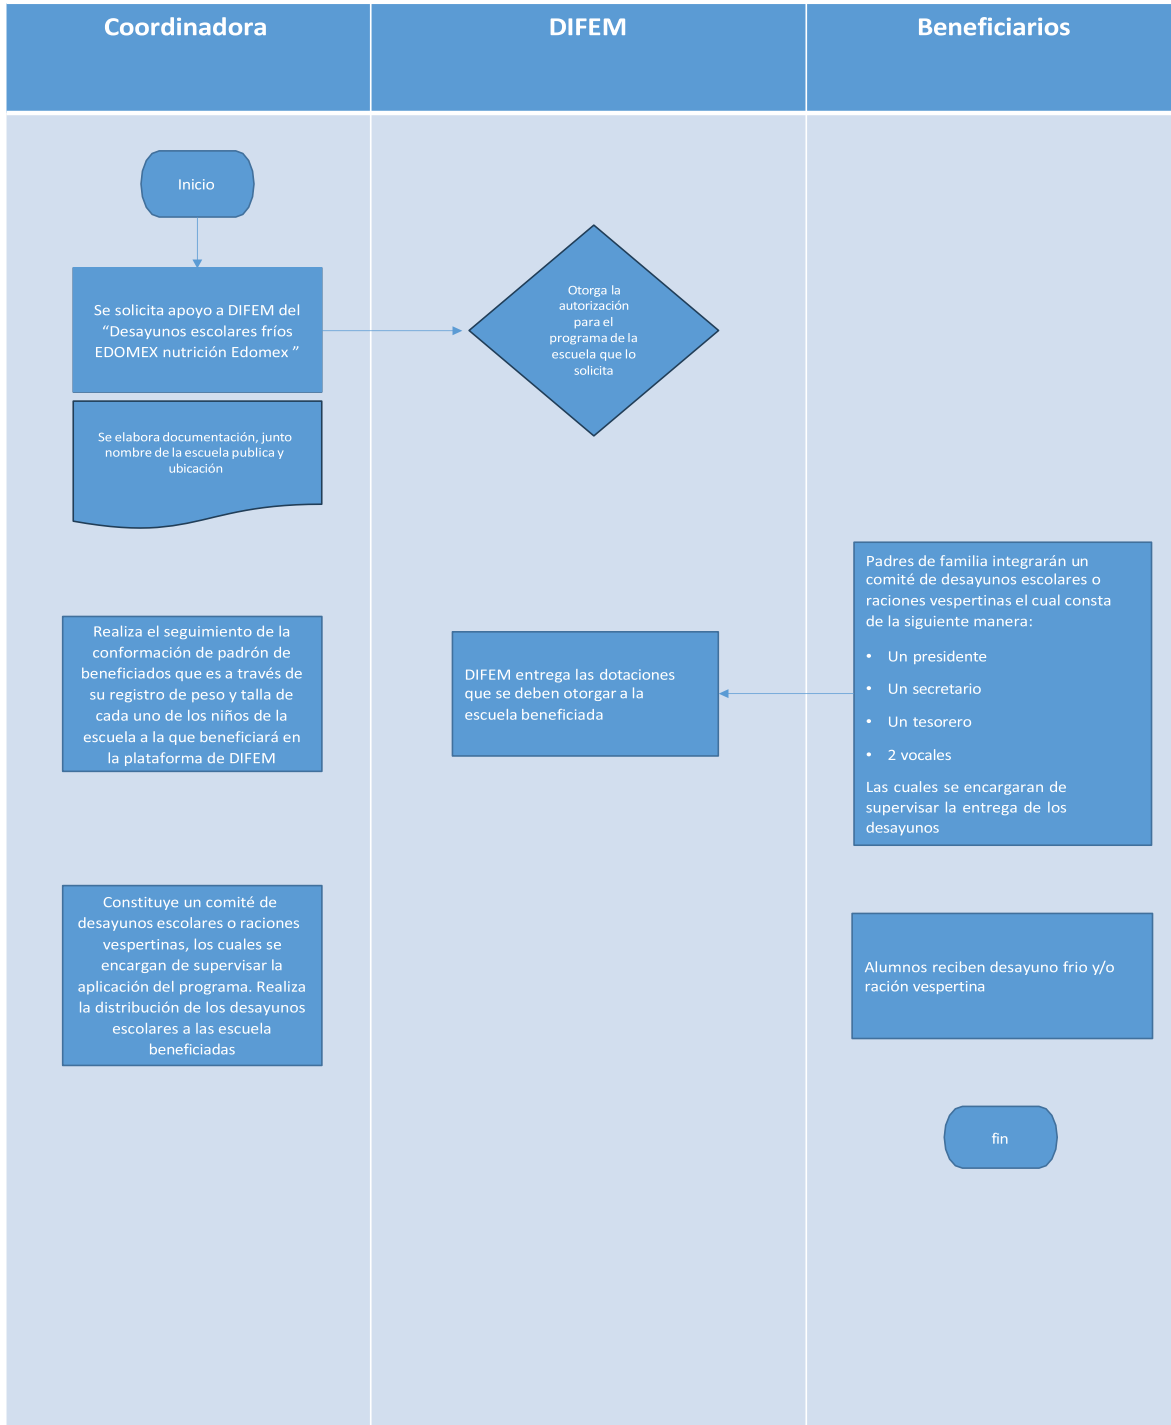 Coordinadora
DIFEM
Beneficiarios
Inicio
Se solicita apoyo a DIFEM del
“Desayunos escolares fríos
EDOMEX nutrición Edomex ”
Otorga la
autorización
para el
programa de la
escuela que lo
solicita
Se elabora documentación, junto
nombre de la escuela publica y
ubicación
Padres de familia integrarán un
comité de desayunos escolares o
raciones vespertinas el cual consta
de la siguiente manera:
• Un presidente
• Un secretario
• Un tesorero
• 2 vocales
Las cuales se encargaran de
supervisar la entrega de los
desayunos
DIFEM entrega las dotaciones
que se deben otorgar a la
escuela beneficiada
Realiza el seguimiento de la
conformación de padrón de
beneficiados que es a través de
su registro de peso y talla de
cada uno de los niños de la
escuela a la que beneficiará en
la plataforma de DIFEM
Constituye un comité de
desayunos escolares o raciones
vespertinas, los cuales se
encargan de supervisar la
aplicación del programa. Realiza
la distribución de los desayunos
escolares a las escuela
beneficiadas
Alumnos reciben desayuno frio y/o
ración vespertina
fin